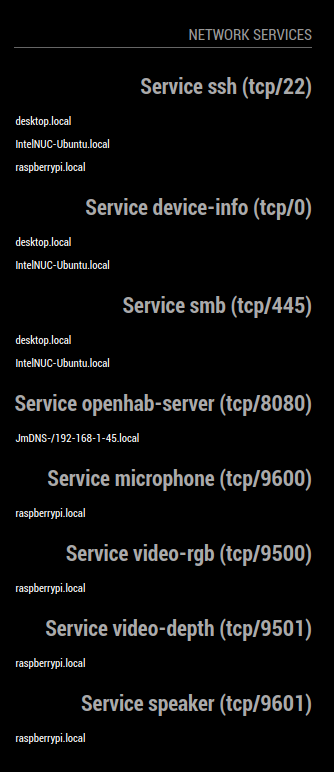 NETWORK SERVICES
Service ssh (tcp/22)
desktop.local
IntelNUC-Ubuntu.local
raspberrypi.local
Service device-info (tcp/0)
desktop.local
IntelNUC-Ubuntu.local
Service smb (tcp/445)
desktop.local
IntelNUC-Ubuntu.local
Service openhab-server (tcp/8080)
JmDNS-/192-168-1-45.local
Service microphone (tcp/9600)
raspberrypi.local
Service video-rgb (tcp/9500)
raspberrypi.local
Service video-depth (tcp/9501)
raspberrypi.local
Service speaker (tcp/9601)
raspberrypi.local